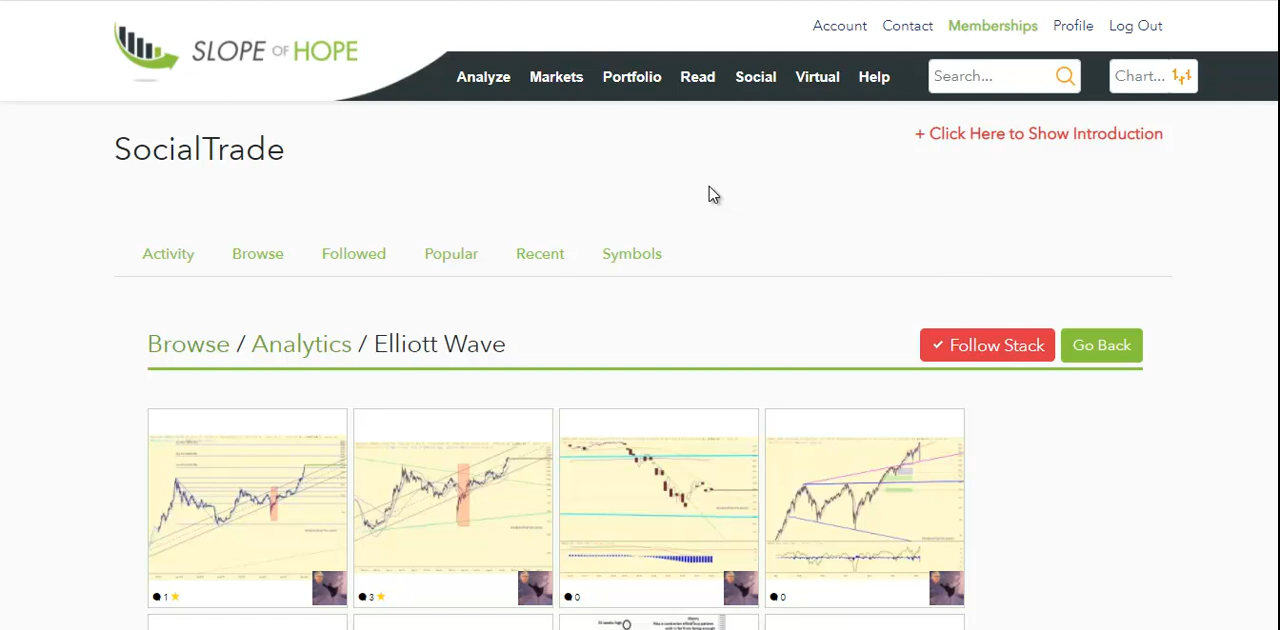 Account Contact Memberships Profile Log Out
SLOPE OF HOPE
Analyze Markets Portfolio Read Social Virtual Help Search... Chart...
+ Click Here to Show Introduction
SocialTrade
Activity Browse Followed Popular Recent Symbols
Browse / Analytics / Elliott Wave
Follow Stack Go Back
1 3 0 0